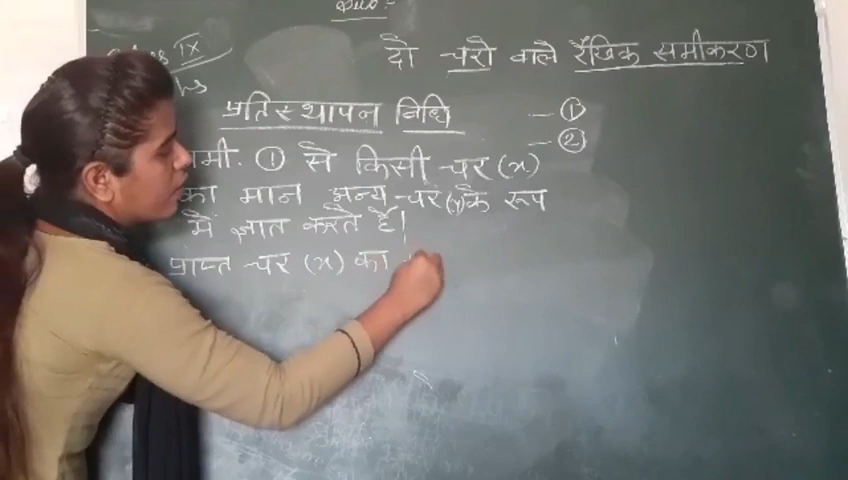 Class IX
दो चरो वाले रैखिक समीकरण
प्रतिस्थापन विधि — ①
— ②
समी. ① से किसी चर (x)
का मान अन्य चर (y) के रूप
में ज्ञात करते हैं।
प्राप्त चर (x) का